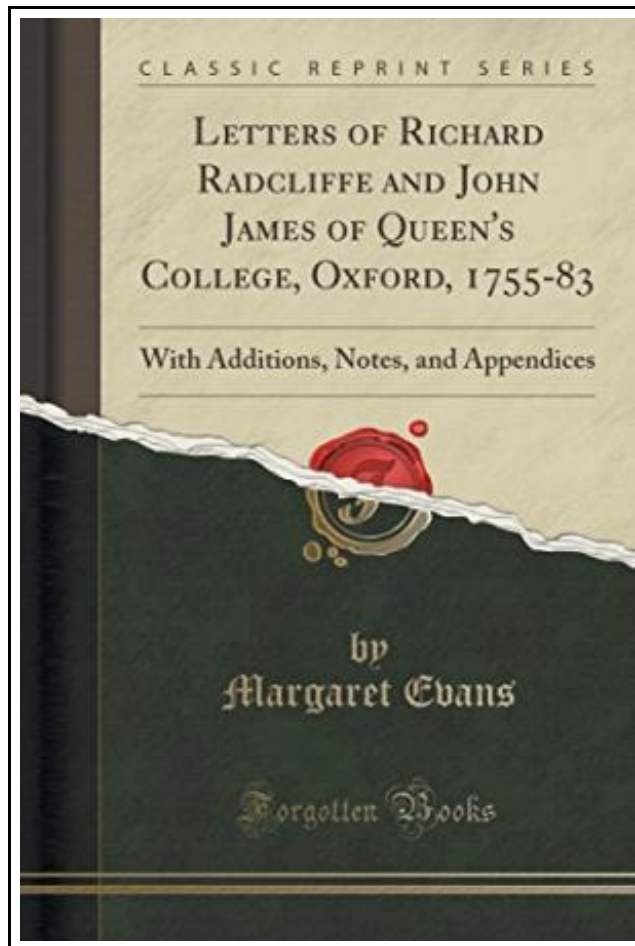 CLASSIC REPRINT SERIES
LETTERS OF RICHARD
RADCLIFFE AND JOHN
JAMES OF QUEEN'S
COLLEGE, OXFORD, 1755-83
With Additions, Notes, and Appendices
by
Margaret Evans
Forgotten Books